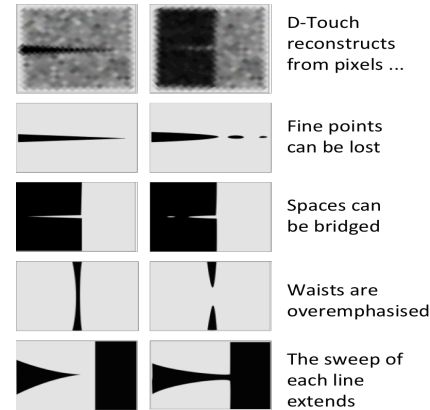 D-Touch
reconstructs
from pixels ...
Fine points
can be lost
Spaces can
be bridged
Waists are
overemphasised
The sweep of
each line
extends